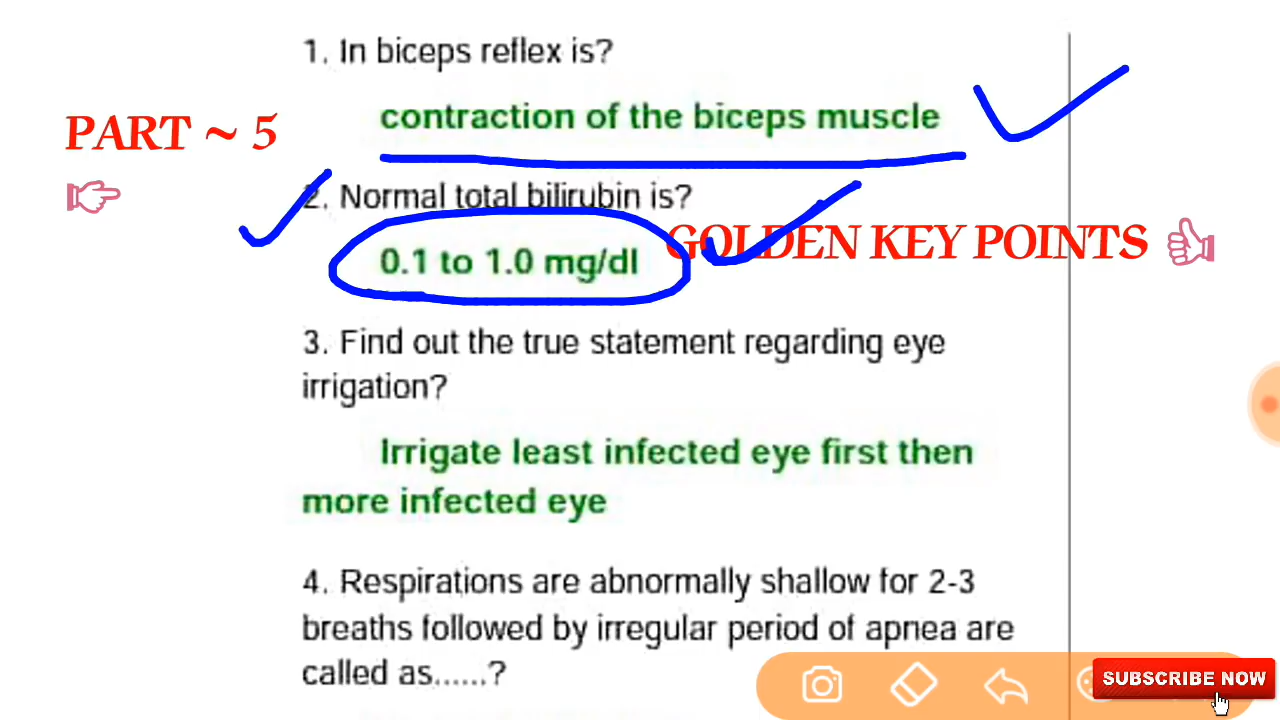 1. In biceps reflex is?
contraction of the biceps muscle
PART ~ 5
2. Normal total bilirubin is?
GOLDEN KEY POINTS
0.1 to 1.0 mg/dl
3. Find out the true statement regarding eye
irrigation?
Irrigate least infected eye first then
more infected eye
4. Respirations are abnormally shallow for 2-3
breaths followed by irregular period of apnea are
called as......?
SUBSCRIBE NOW